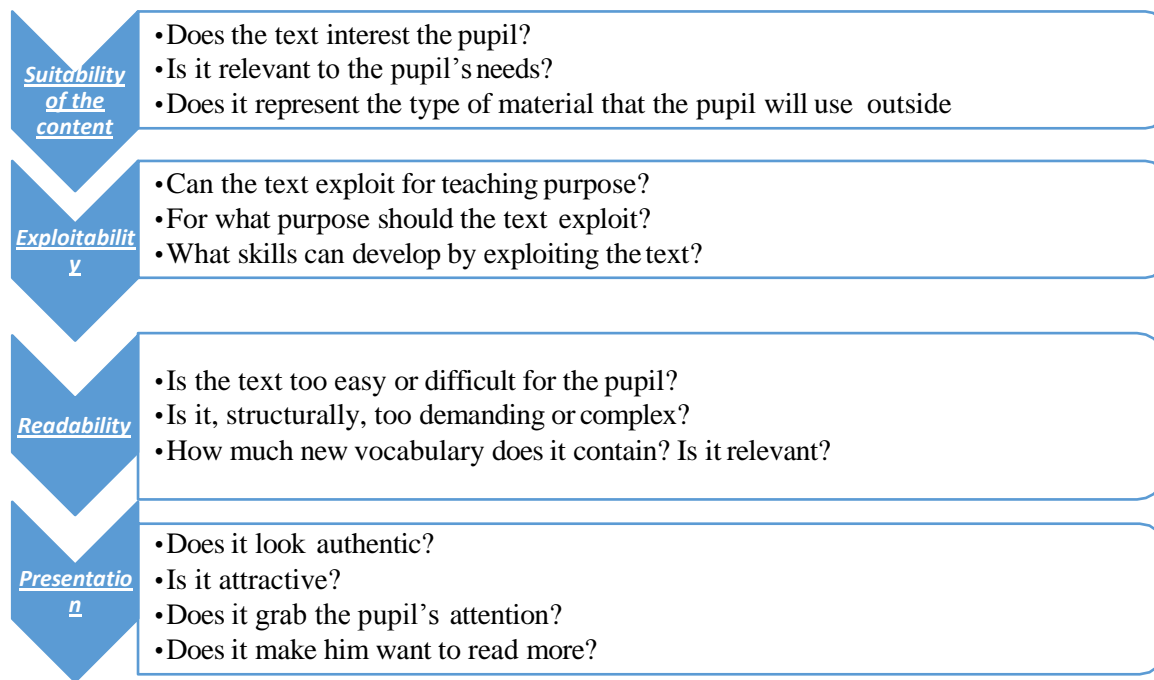 Suitability
of the
content
•Does the text interest the pupil?
•Is it relevant to the pupil's needs?
•Does it represent the type of material that the pupil will use outside
Exploitabilit
y
•Can the text exploit for teaching purpose?
•For what purpose should the text exploit?
•What skills can develop by exploiting the text?
Readability
•Is the text too easy or difficult for the pupil?
•Is it, structurally, too demanding or complex?
•How much new vocabulary does it contain? Is it relevant?
Presentatio
n
•Does it look authentic?
•Is it attractive?
•Does it grab the pupil's attention?
•Does it make him want to read more?